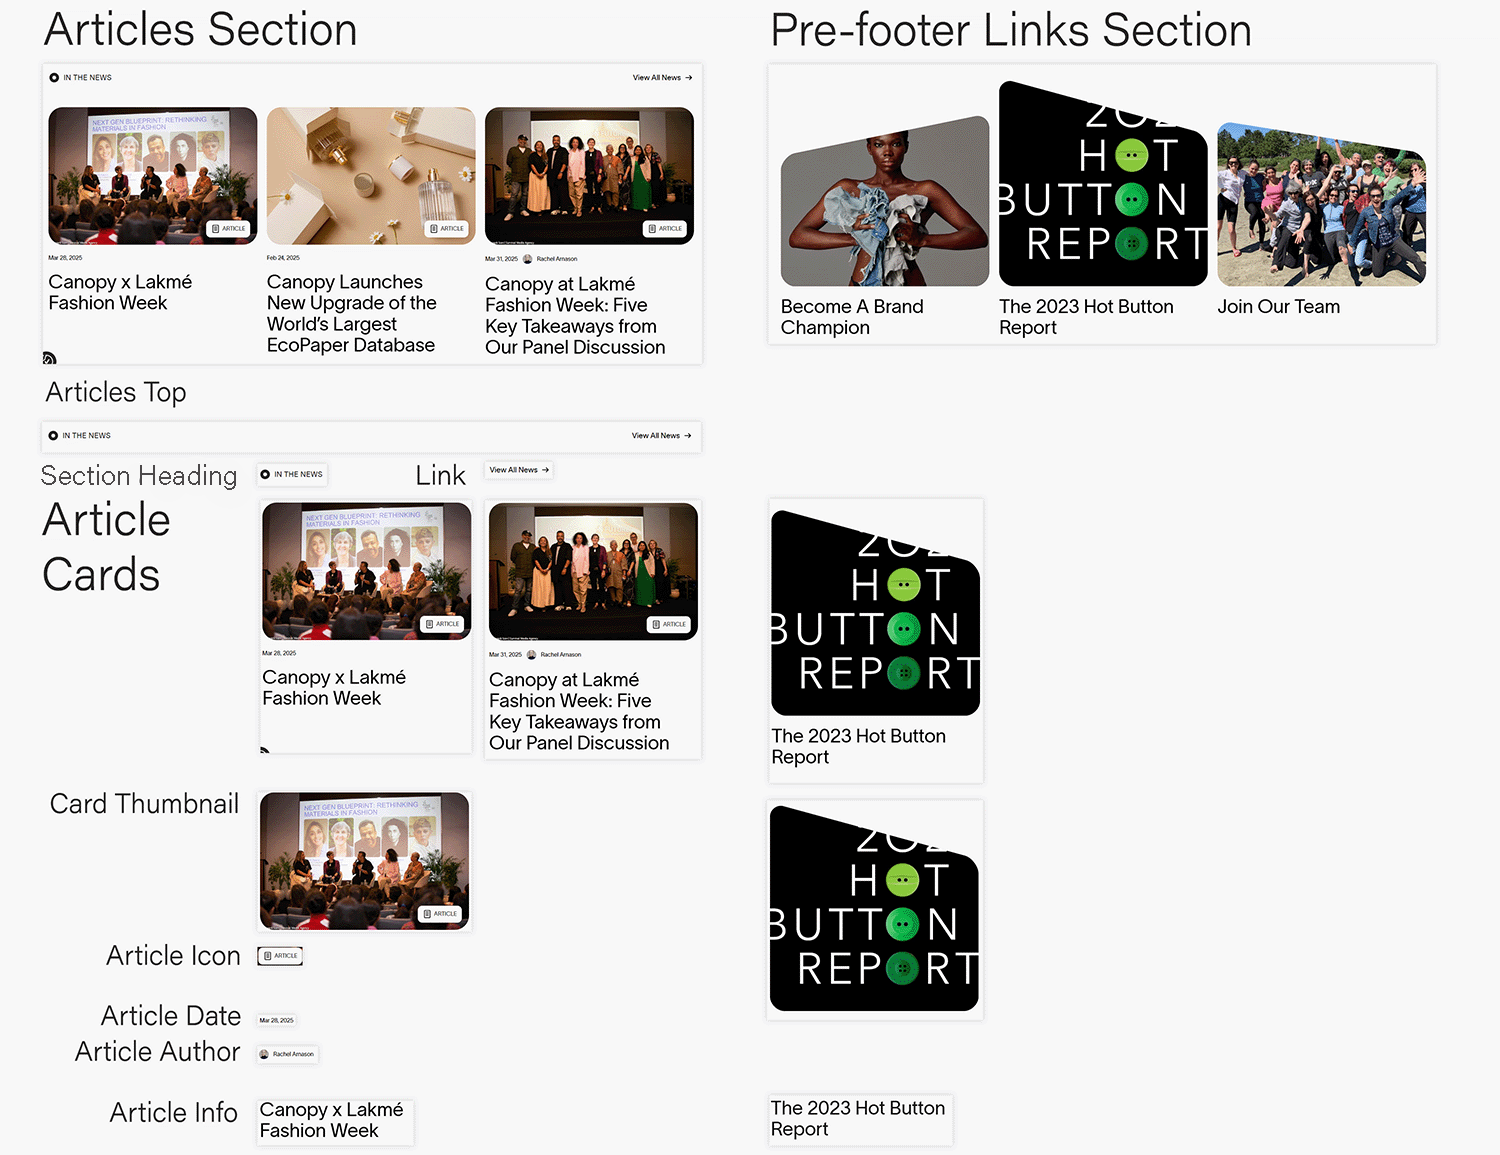 Articles Section
IN THE NEWS
View All News →
NEXT GEN BLUEPRINT: RETHINKING
MATERIALS IN FASHION
ARTICLE
ARTICLE
ARTICLE
Mar 28, 2025
Canopy x Lakmé
Fashion Week
Feb 24, 2025
Canopy Launches
New Upgrade of the
World's Largest
EcoPaper Database
Mar 31, 2025 Rachel Arnason
Canopy at Lakmé
Fashion Week: Five
Key Takeaways from
Our Panel Discussion
Pre-footer Links Section
HOT
BUTTON
REPORT
Become A Brand
Champion
The 2023 Hot Button
Report
Join Our Team
Articles Top
IN THE NEWS
View All News →
Section Heading
IN THE NEWS
Link
View All News →
Article
Cards
NEXT GEN BLUEPRINT: RETHINKING
MATERIALS IN FASHION
ARTICLE
Mar 28, 2025
Canopy x Lakmé
Fashion Week
ARTICLE
Mar 31, 2025 Rachel Arnason
Canopy at Lakmé
Fashion Week: Five
Key Takeaways from
Our Panel Discussion
HOT
BUTTON
REPORT
The 2023 Hot Button
Report
Card Thumbnail
NEXT GEN BLUEPRINT: RETHINKING
MATERIALS IN FASHION
ARTICLE
HOT
BUTTON
REPORT
Article Icon
ARTICLE
Article Date
Mar 28, 2025
Article Author
Rachel Arnason
Article Info
Canopy x Lakmé
Fashion Week
The 2023 Hot Button
Report